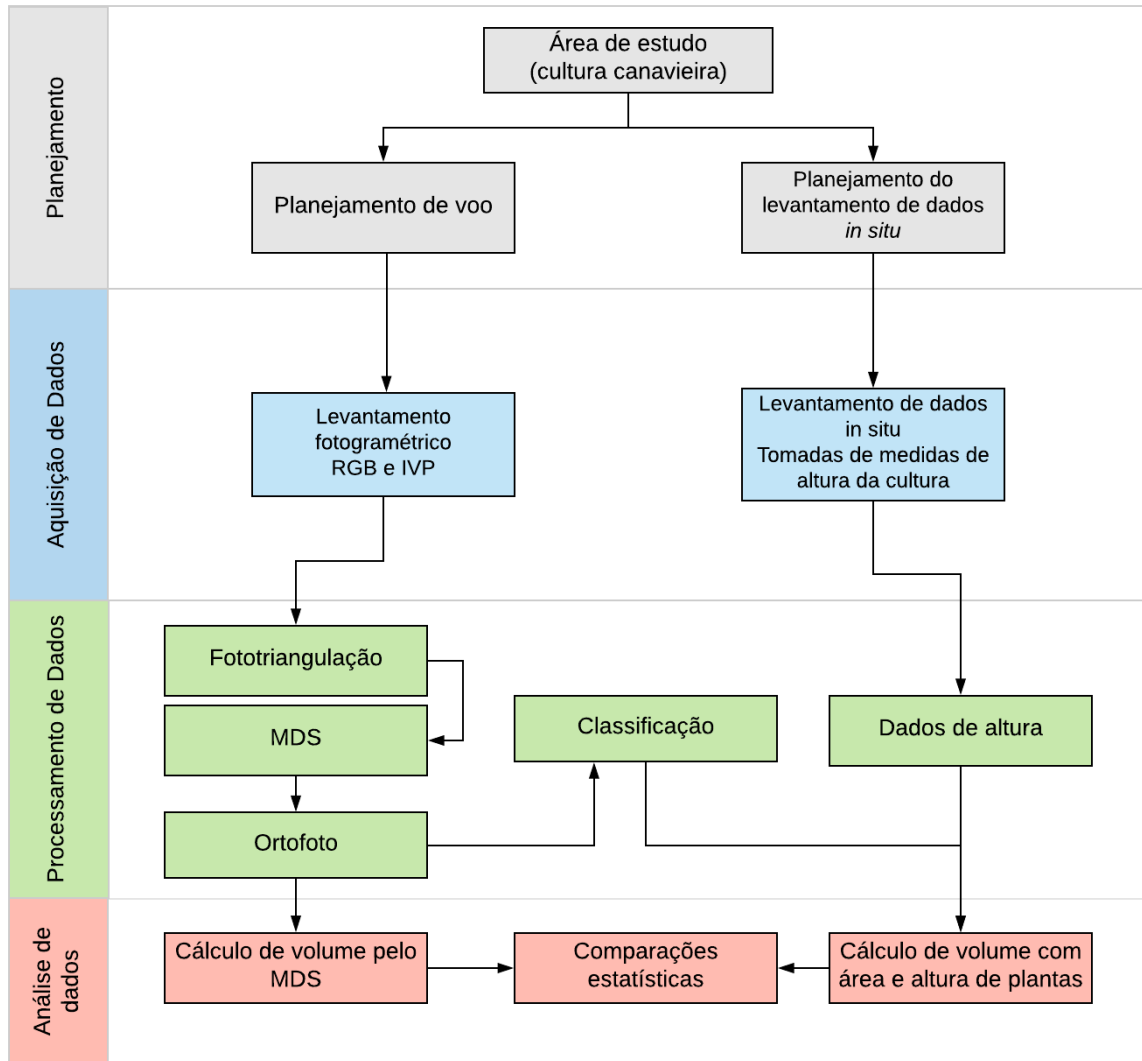 Planejamento
Área de estudo
(cultura canavieira)
Planejamento de voo
Planejamento do
levantamento de dados
in situ
Aquisição de Dados
Levantamento
fotogramétrico
RGB e IVP
Levantamento de dados
in situ
Tomadas de medidas de
altura da cultura
Processamento de Dados
Fototriangulação
MDS
Classificação
Dados de altura
Ortofoto
Análise de
dados
Cálculo de volume pelo
MDS
Comparações
estatísticas
Cálculo de volume com
área e altura de plantas